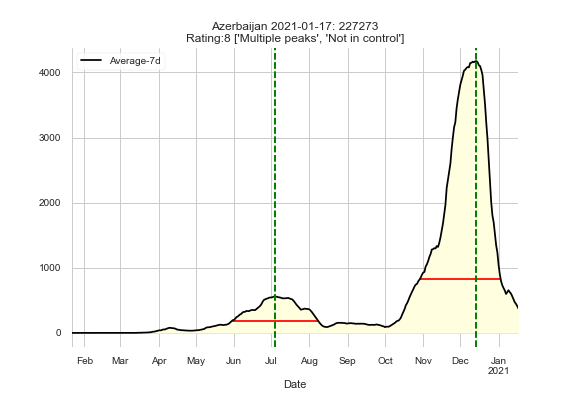 Azerbaijan 2021-01-17: 227273
Rating:8 ['Multiple peaks', 'Not in control']
Average-7d
4000
3000
2000
1000
0
Feb Mar Apr May Jun Jul Aug Sep Oct Nov Dec Jan
2021
Date